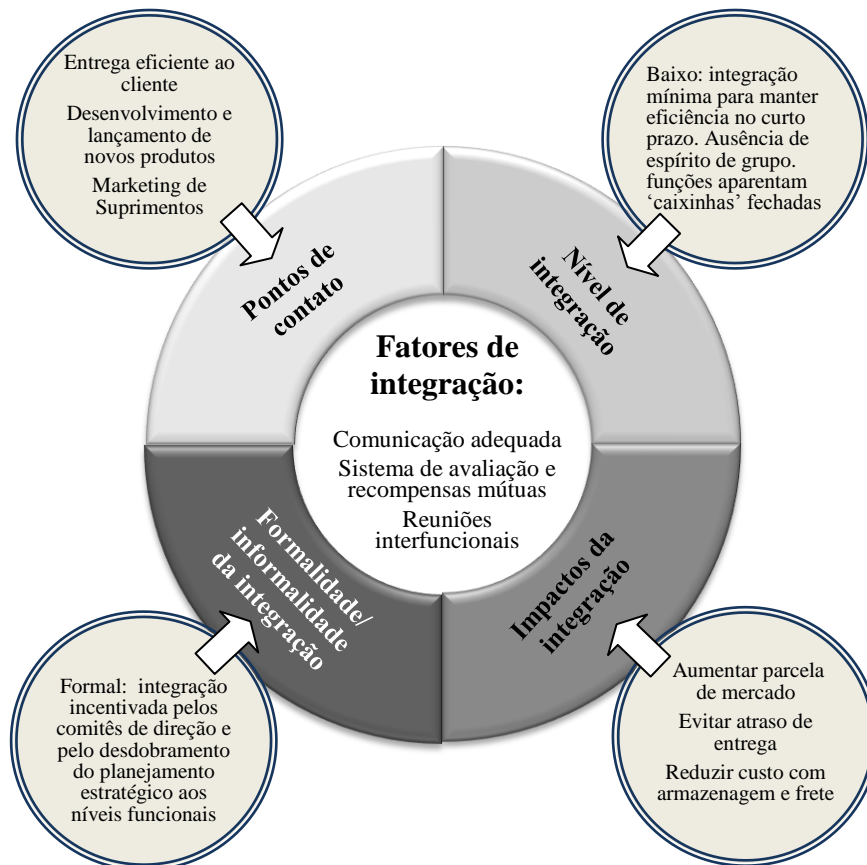 Entrega eficiente ao
cliente
Desenvolvimento e
lançamento de
novos produtos
Marketing de
Suprimentos
Baixo: integração
mínima para manter
eficiência no curto
prazo. Ausência de
espírito de grupo.
funções aparentam
‘caixinhas’ fechadas
Pontos de
contato
Nível de
integração
Fatores de
integração:
Comunicação adequada
Sistema de avaliação e
recompensas mútuas
Reuniões
interfuncionais
Formalidade/
informalidade
da integração
Impactos da
integração
Formal: integração
incentivada pelos
comitês de direção e
pelo desdobramento
do planejamento
estratégico aos
níveis funcionais
Aumentar parcela
de mercado
Evitar atraso de
entrega
Reduzir custo com
armazenagem e frete